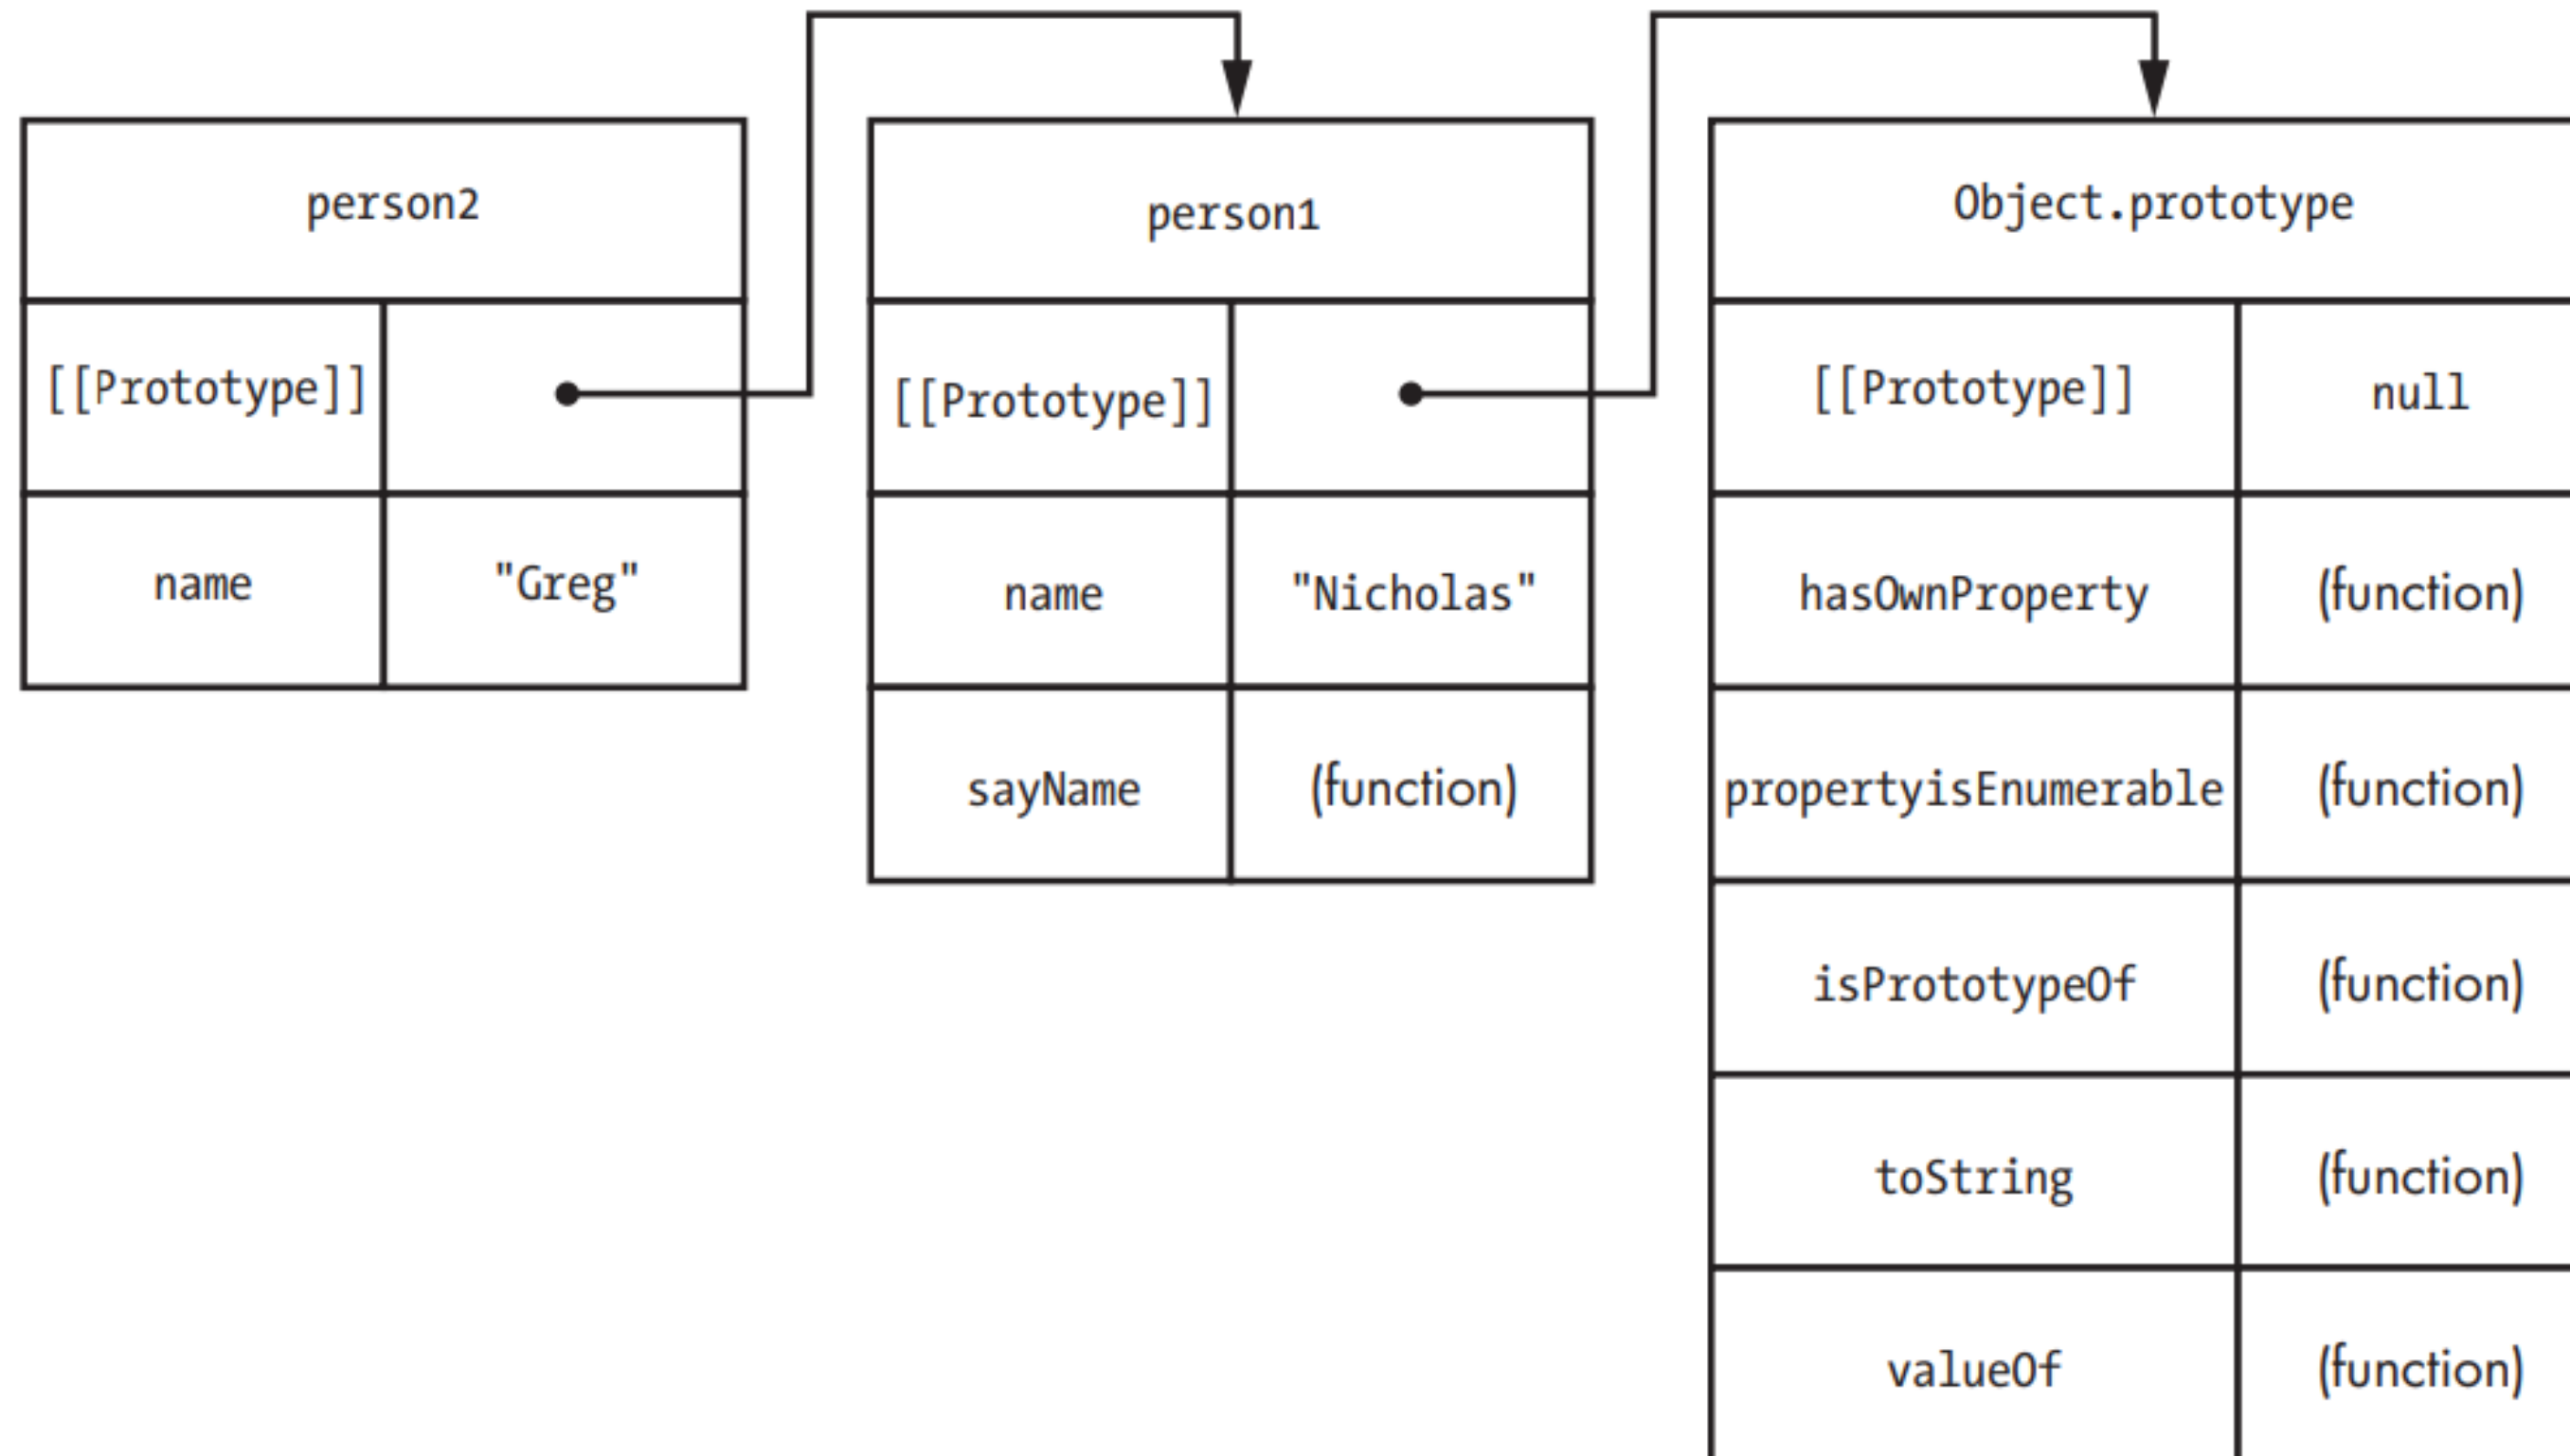 person2
[[Prototype]]
name "Greg"
person1
[[Prototype]]
name "Nicholas"
sayName (function)
Object.prototype
[[Prototype]] null
hasOwnProperty (function)
propertyisEnumerable (function)
isPrototypeOf (function)
toString (function)
valueOf (function)